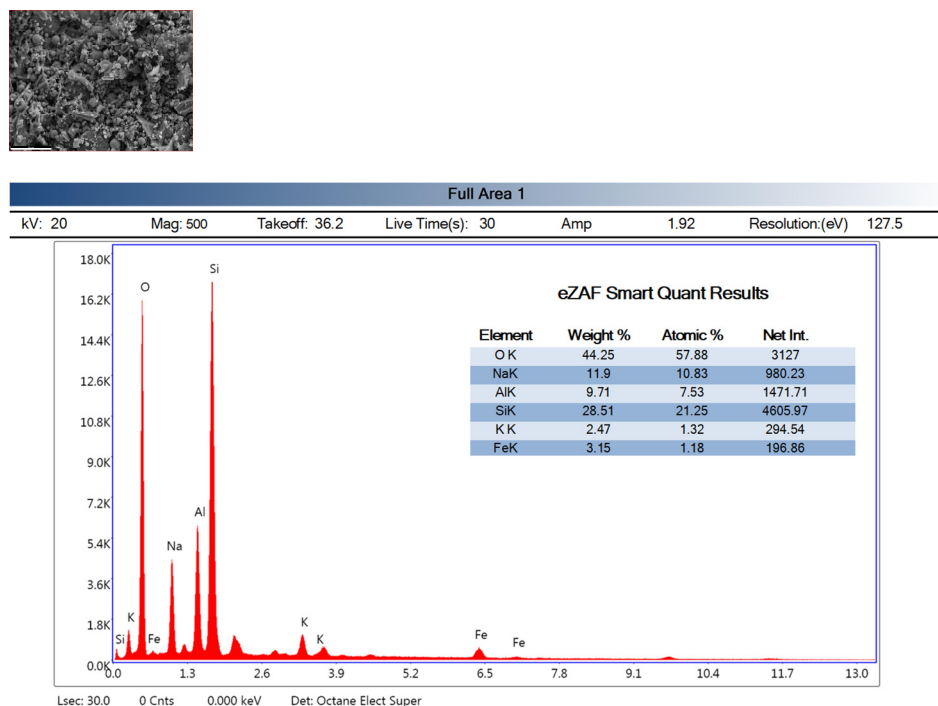 Full Area 1
kV: 20 Mag: 500 Takeoff: 36.2 Live Time(s): 30 Amp 1.92 Resolution:(eV) 127.5
eZAF Smart Quant Results
Element Weight % Atomic % Net Int.
O K 44.25 57.88 3127
NaK 11.9 10.83 980.23
AlK 9.71 7.53 1471.71
SiK 28.51 21.25 4605.97
K K 2.47 1.32 294.54
FeK 3.15 1.18 196.86
18.0K
16.2K
14.4K
12.6K
10.8K
9.0K
7.2K
5.4K
3.6K
1.8K
0.0K
Si K O Fe Na Al Si K K Fe Fe
0.0 1.3 2.6 3.9 5.2 6.5 7.8 9.1 10.4 11.7 13.0
Lsec: 30.0 0 Cnts 0.000 keV Det: Octane Elect Super